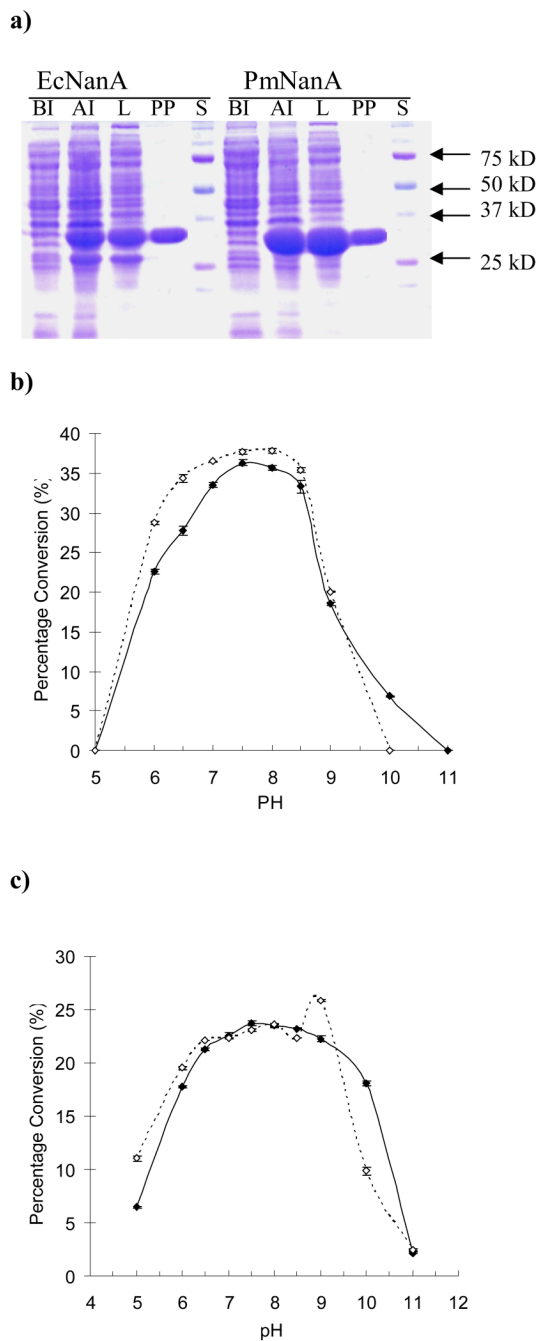 a)
EcNanA PmNanA
BI AI L PP S BI AI L PP S
75 kD
50 kD
37 kD
25 kD
b)
Percentage Conversion (%)
40
35
30
25
20
15
10
5
0
5 6 7 8 9 10 11
PH
c)
Percentage Conversion (%)
30
25
20
15
10
5
0
4 5 6 7 8 9 10 11 12
pH